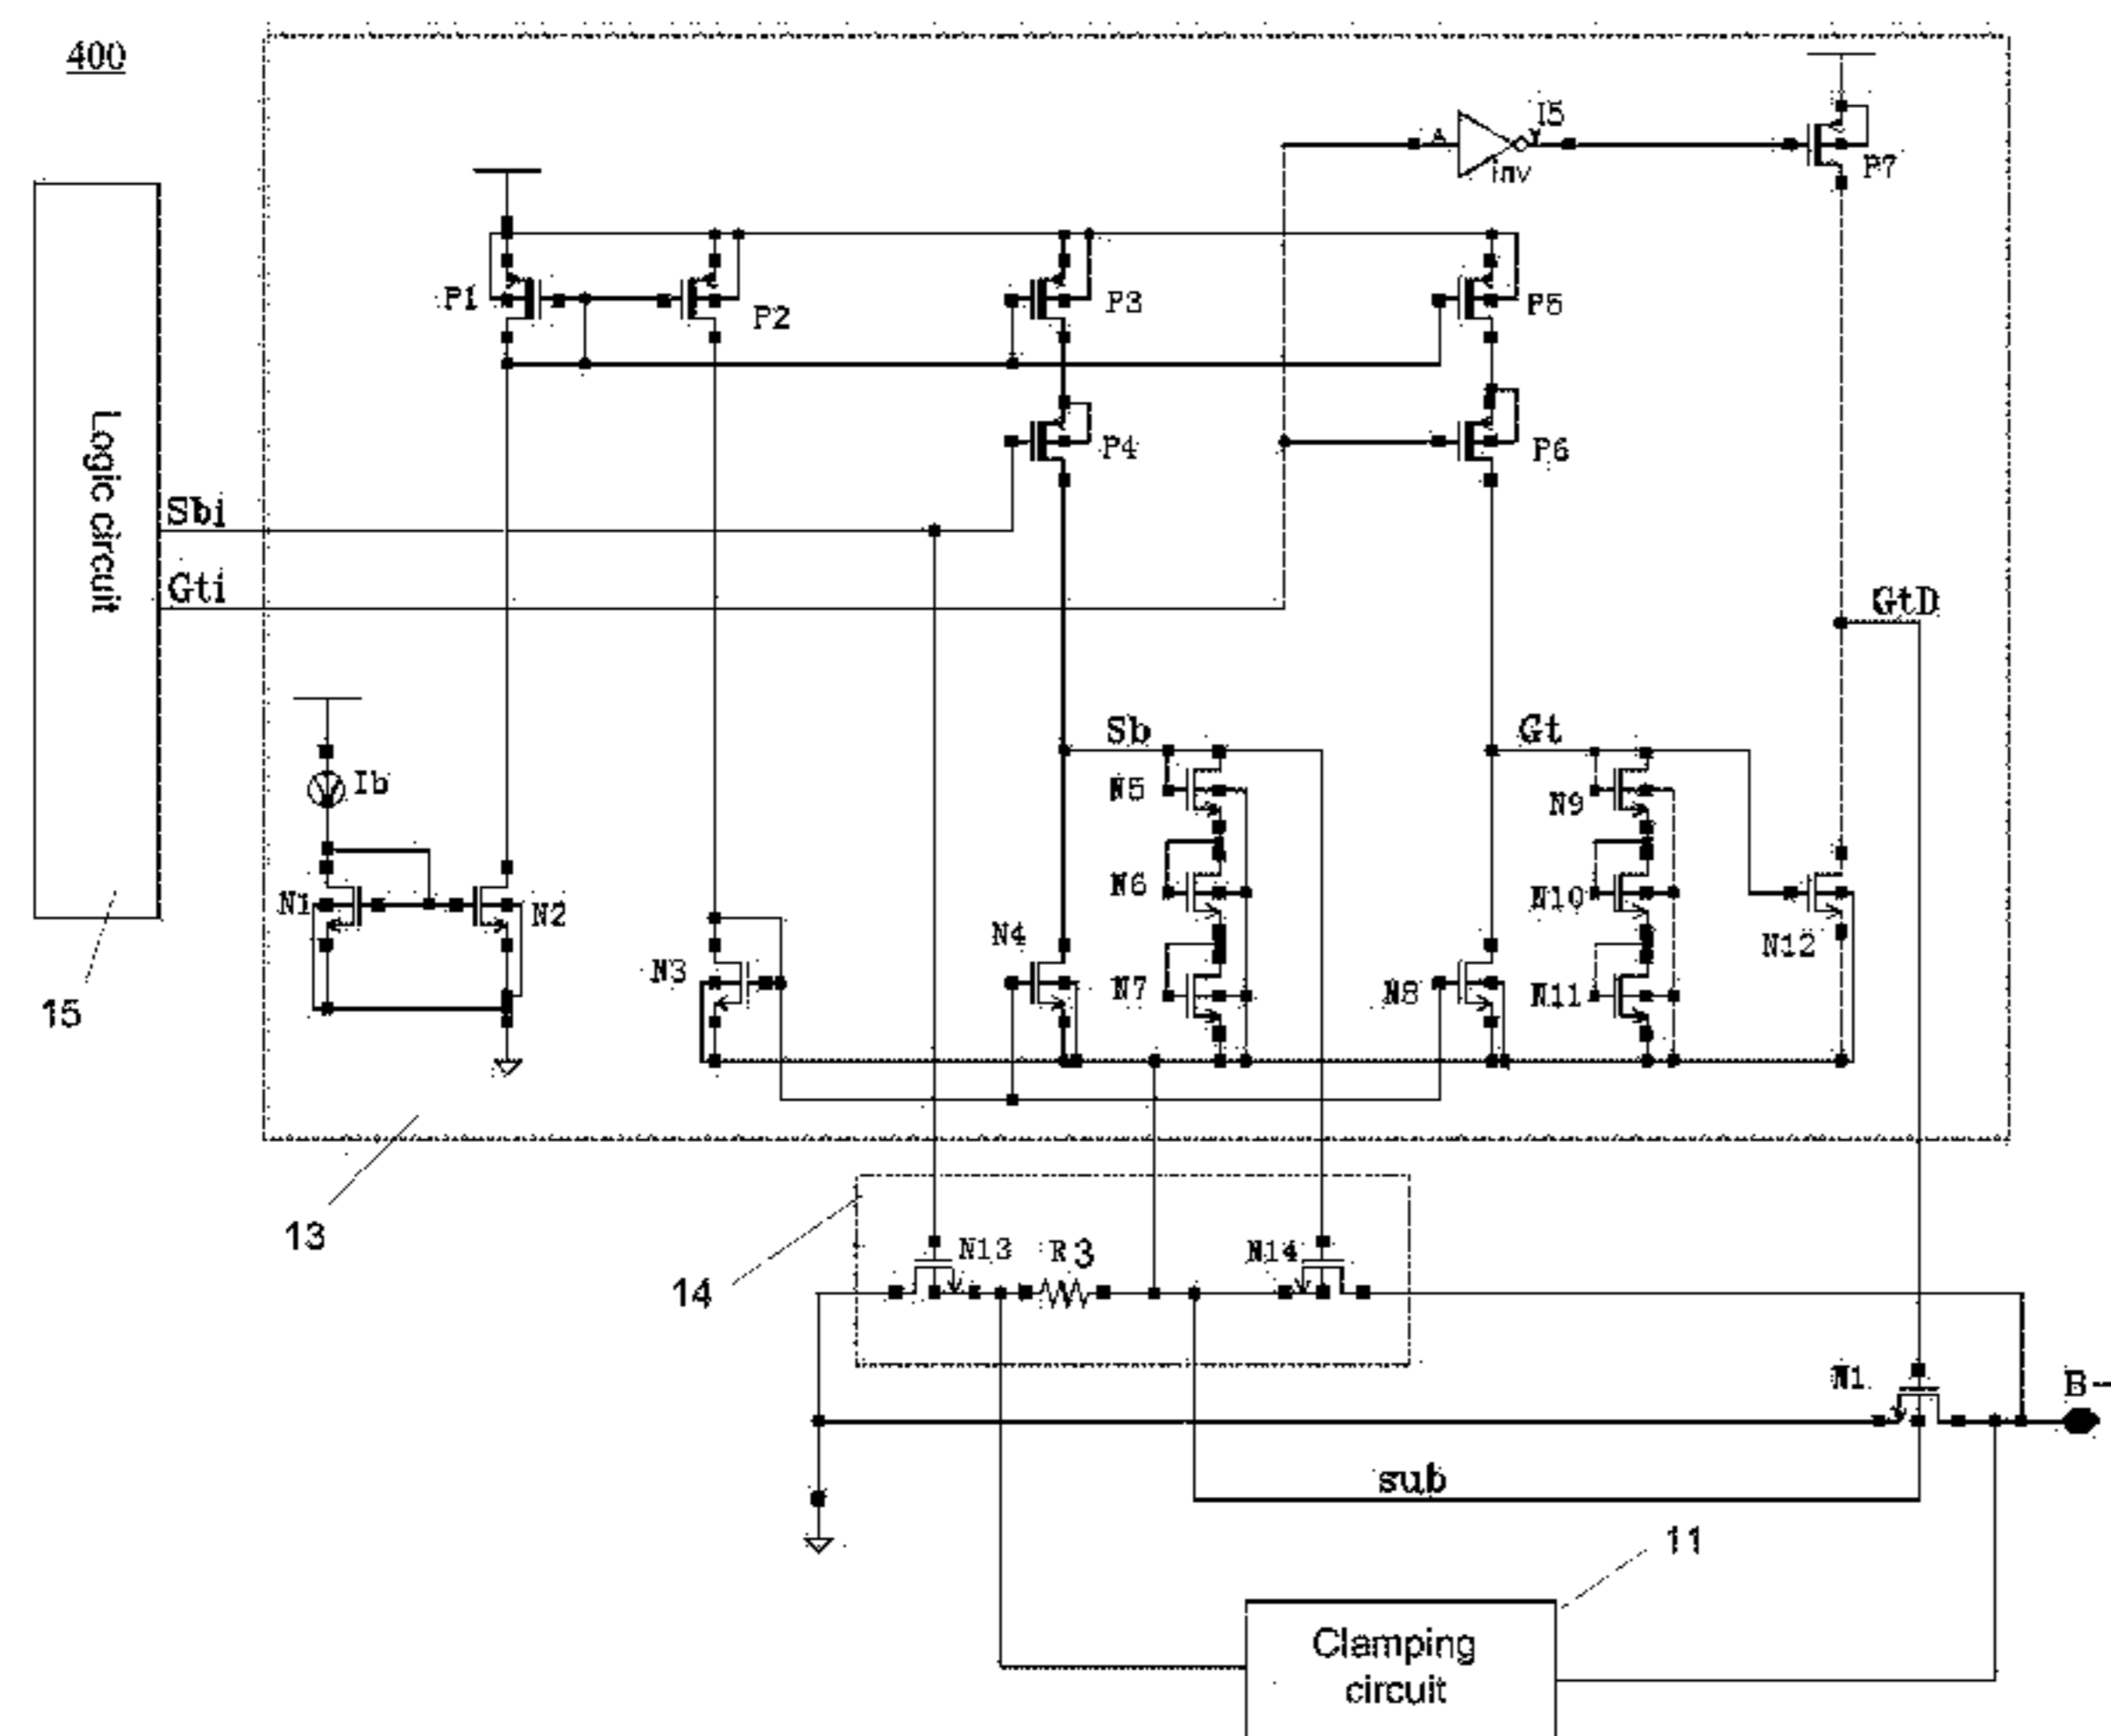 400
A
I5
inv
P7
P1
P2
P3
P5
P4
P6
Logic circuit
Sbi
Gti
GtD
Sb
Gt
Ib
N5
N9
N1
N2
N6
N10
N12
N3
N4
N7
N8
N11
15
13
N13
R3
N14
14
N1
B-
sub
11
Clamping
circuit